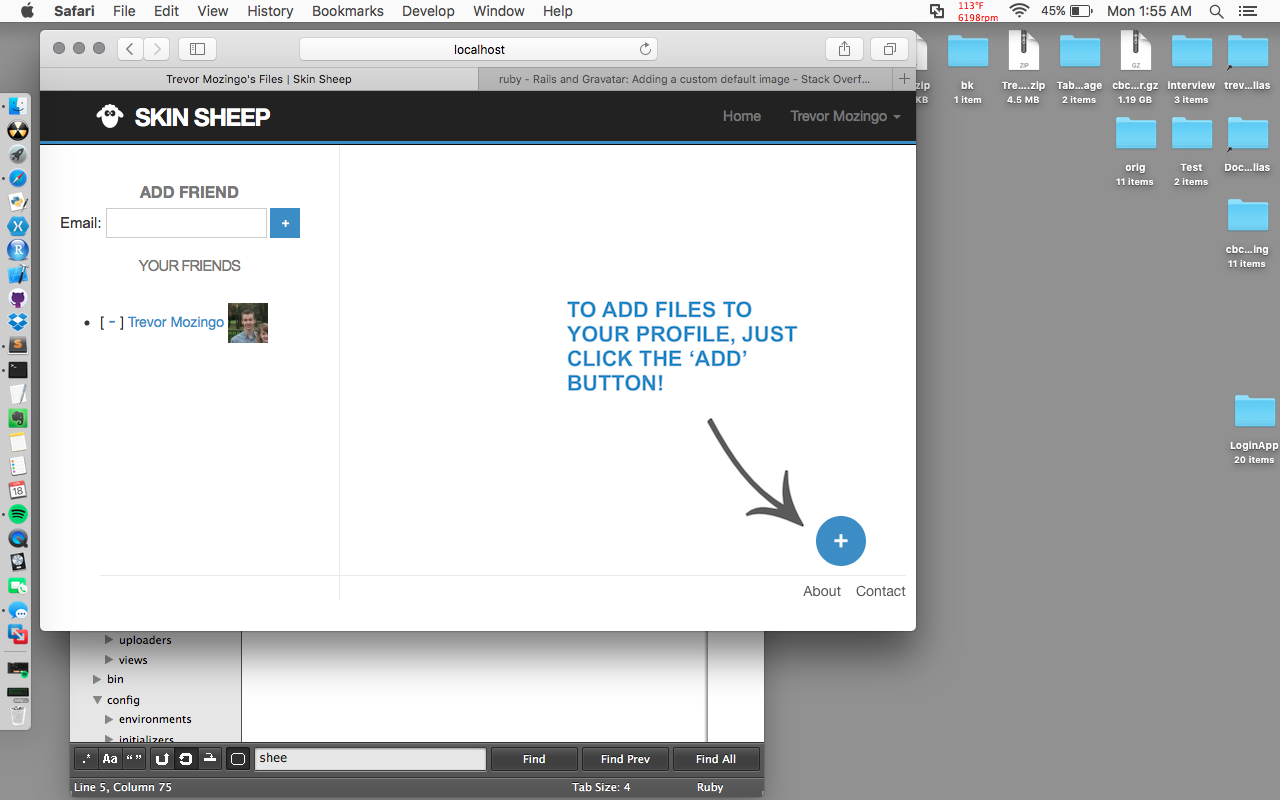 Safari File Edit View History Bookmarks Develop Window Help
113°F
6198rpm
45%
Mon 1:55 AM
localhost
Trevor Mozingo's Files | Skin Sheep
ruby - Rails and Gravatar: Adding a custom default image - Stack Overf...
SKIN SHEEP
Home
Trevor Mozingo
ADD FRIEND
Email:
+
YOUR FRIENDS
[ - ] Trevor Mozingo
TO ADD FILES TO
YOUR PROFILE, JUST
CLICK THE ‘ADD’
BUTTON!
+
About Contact
zip
KB
bk
1 item
ZIP
Tre....zip
4.5 MB
Tab...age
2 items
GZ
cbc...r.gz
1.19 GB
Interview
3 items
trev...lias
orig
11 items
Test
2 items
Doc...lias
cbc...ing
11 items
LoginApp
20 items
18
uploaders
views
bin
config
environments
initializers
.* Aa “ ”
shee
Find
Find Prev
Find All
Line 5, Column 75
Tab Size: 4
Ruby